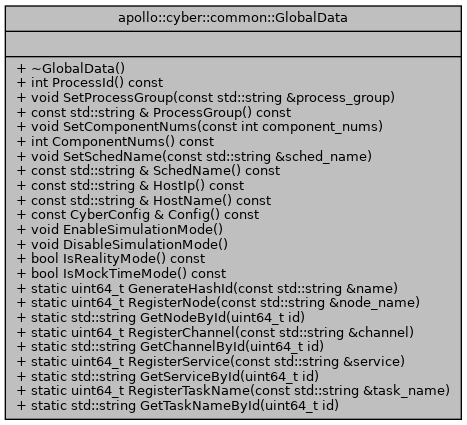 apollo::cyber::common::GlobalData
+ ~GlobalData()
+ int ProcessId() const
+ void SetProcessGroup(const std::string &process_group)
+ const std::string & ProcessGroup() const
+ void SetComponentNums(const int component_nums)
+ int ComponentNums() const
+ void SetSchedName(const std::string &sched_name)
+ const std::string & SchedName() const
+ const std::string & HostIp() const
+ const std::string & HostName() const
+ const CyberConfig & Config() const
+ void EnableSimulationMode()
+ void DisableSimulationMode()
+ bool IsRealityMode() const
+ bool IsMockTimeMode() const
+ static uint64_t GenerateHashId(const std::string &name)
+ static uint64_t RegisterNode(const std::string &node_name)
+ static std::string GetNodeById(uint64_t id)
+ static uint64_t RegisterChannel(const std::string &channel)
+ static std::string GetChannelById(uint64_t id)
+ static uint64_t RegisterService(const std::string &service)
+ static std::string GetServiceById(uint64_t id)
+ static uint64_t RegisterTaskName(const std::string &task_name)
+ static std::string GetTaskNameById(uint64_t id)